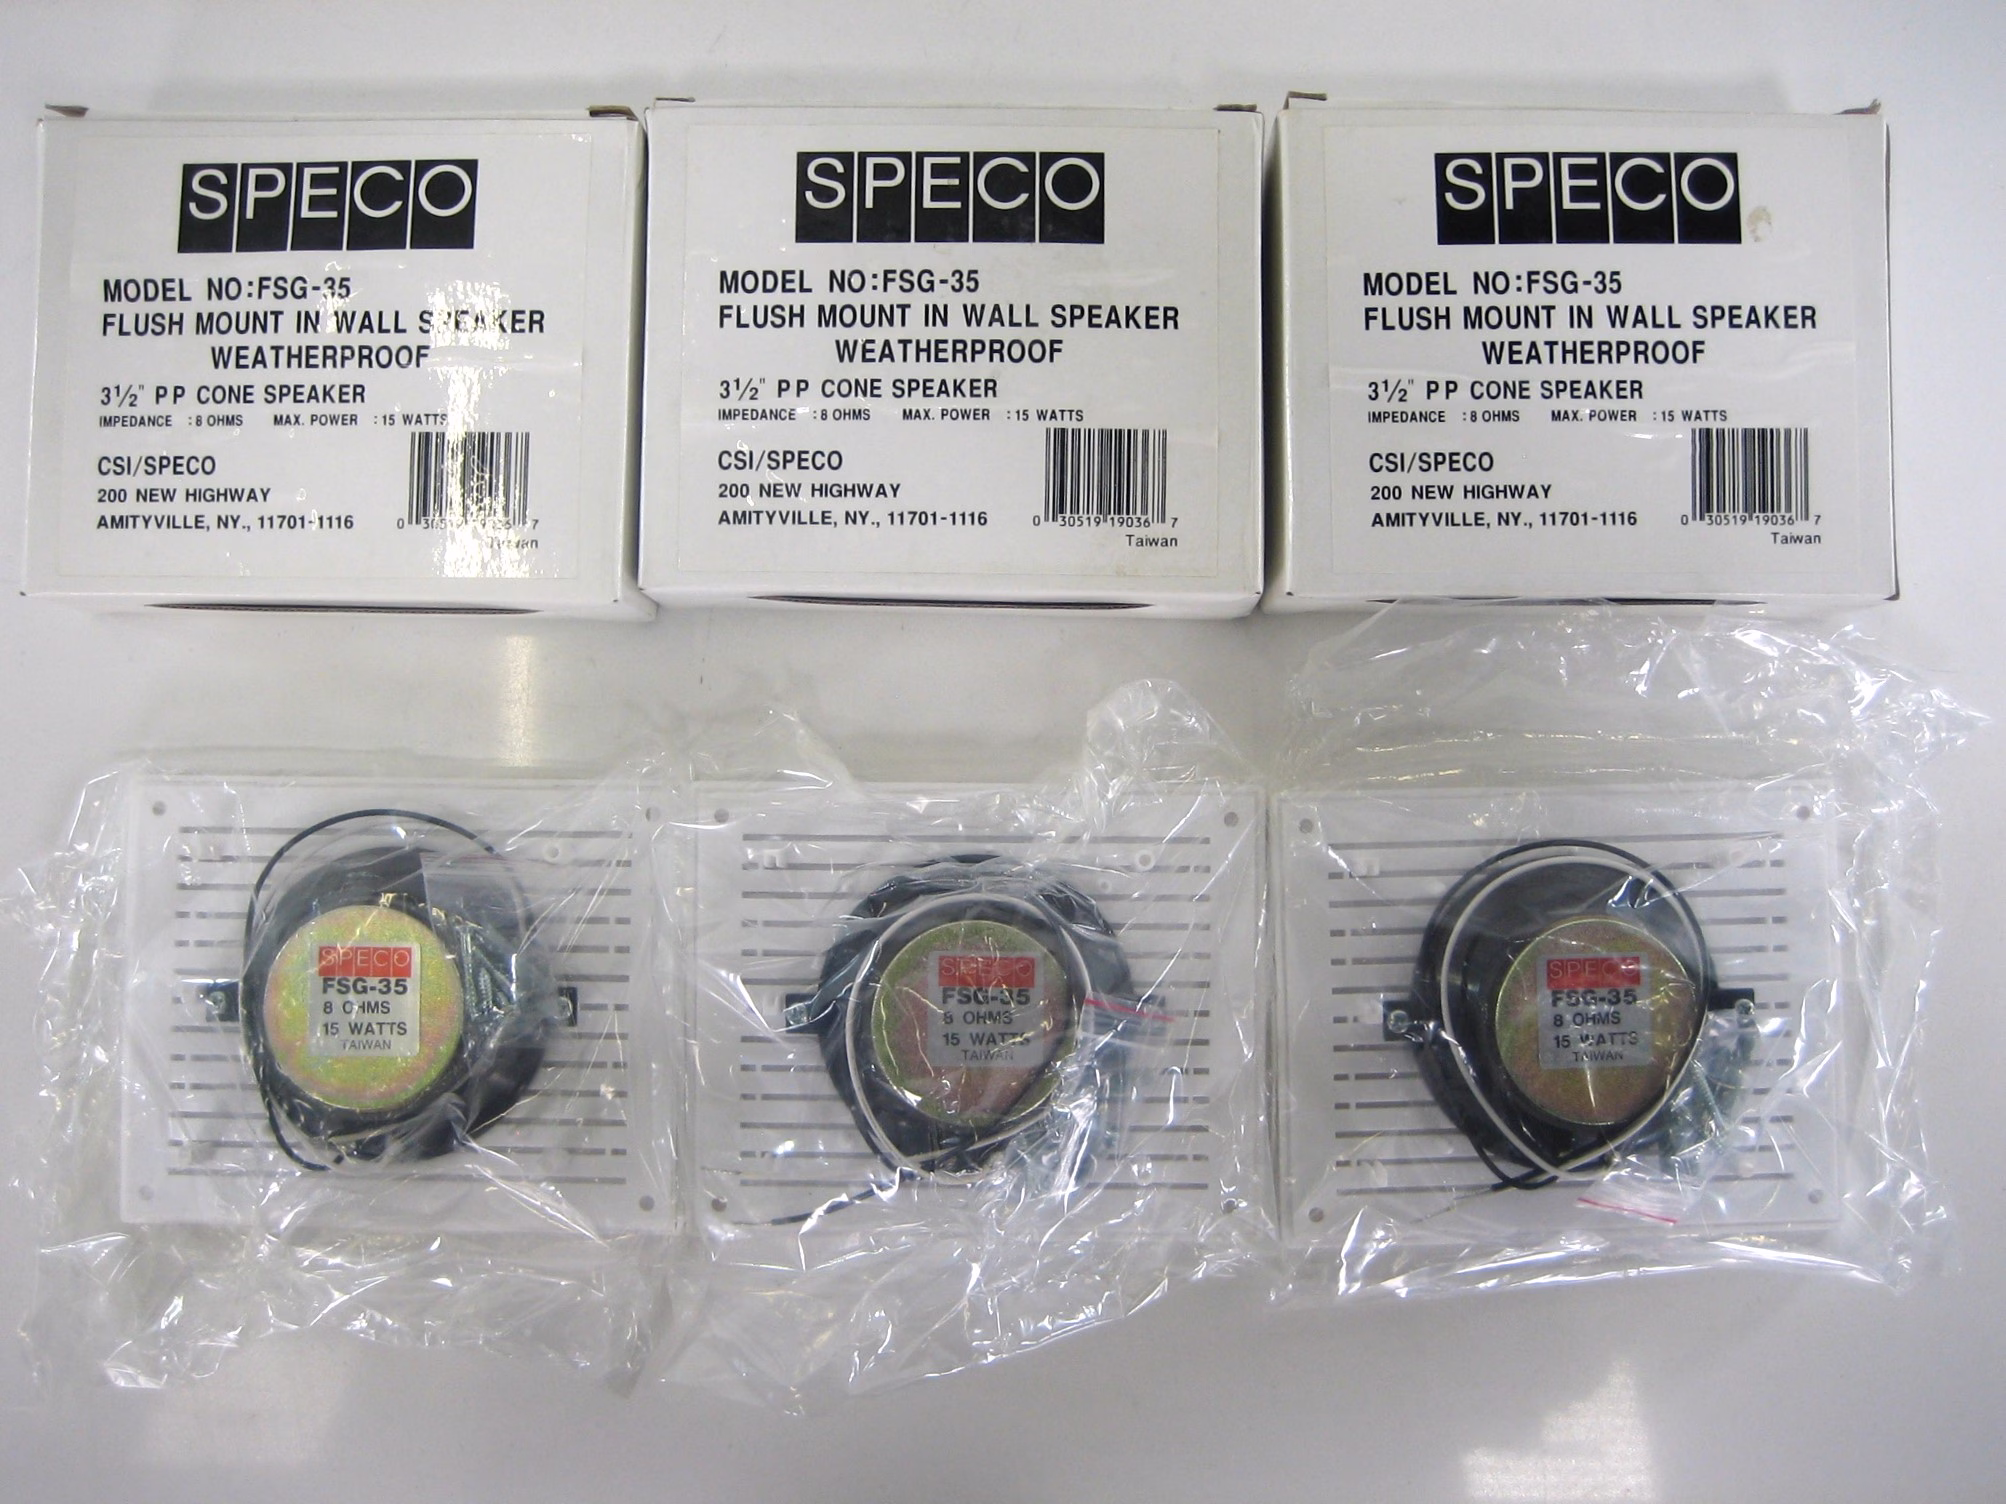 SPECO
MODEL NO:FSG-35
FLUSH MOUNT IN WALL SPEAKER
WEATHERPROOF
3½" PP CONE SPEAKER
IMPEDANCE : 8 OHMS MAX. POWER : 15 WATTS
CSI/SPECO
200 NEW HIGHWAY
AMITYVILLE, NY., 11701-1116
0 30519 19036 7
Taiwan
SPECO
MODEL NO:FSG-35
FLUSH MOUNT IN WALL SPEAKER
WEATHERPROOF
3½" PP CONE SPEAKER
IMPEDANCE : 8 OHMS MAX. POWER : 15 WATTS
CSI/SPECO
200 NEW HIGHWAY
AMITYVILLE, NY., 11701-1116
0 30519 19036 7
Taiwan
SPECO
MODEL NO:FSG-35
FLUSH MOUNT IN WALL SPEAKER
WEATHERPROOF
3½" PP CONE SPEAKER
IMPEDANCE : 8 OHMS MAX. POWER : 15 WATTS
CSI/SPECO
200 NEW HIGHWAY
AMITYVILLE, NY., 11701-1116
0 30519 19036 7
Taiwan
SPECO
FSG-35
8 OHMS
15 WATTS
TAIWAN
SPECO
FSG-35
8 OHMS
15 WATTS
TAIWAN
SPECO
FSG-35
8 OHMS
15 WATTS
TAIWAN